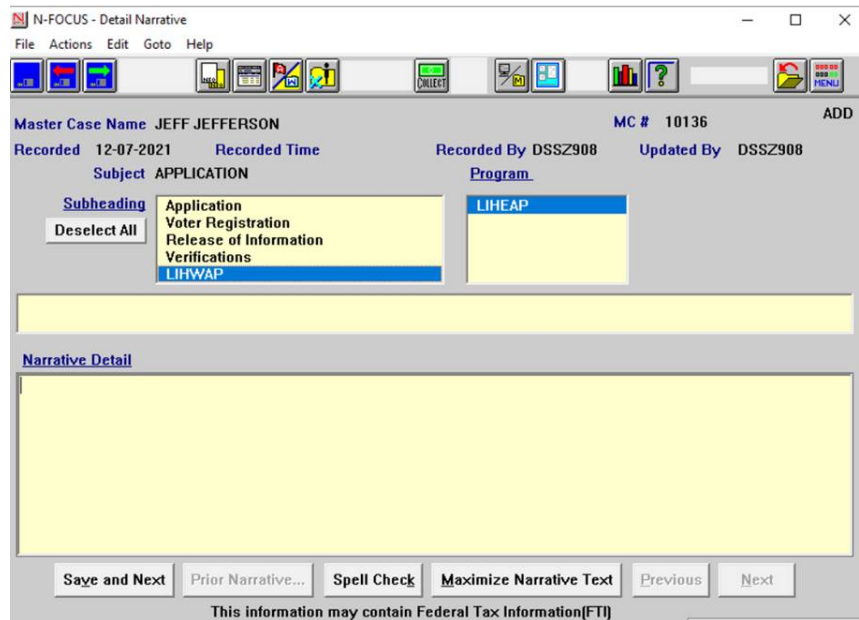 N-FOCUS - Detail Narrative
File Actions Edit Goto Help
COLLECT MENU
ADD
Master Case Name JEFF JEFFERSON MC # 10136
Recorded 12-07-2021 Recorded Time Recorded By DSSZ908 Updated By DSSZ908
Subject APPLICATION Program
Subheading
Deselect All
Application
Voter Registration
Release of Information
Verifications
LIHWAP
LIHEAP
Narrative Detail
Save and Next Prior Narrative... Spell Check Maximize Narrative Text Previous Next
This information may contain Federal Tax Information(FTI)